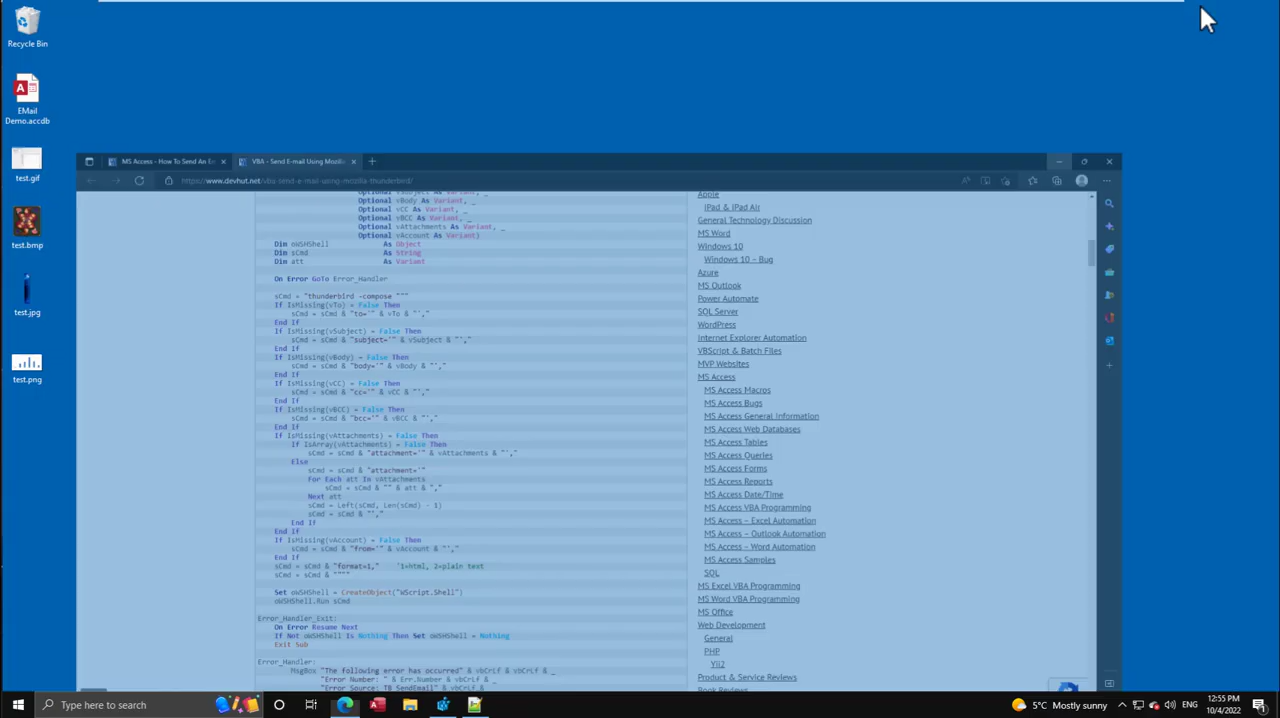 Recycle Bin
EMail
Demo.accdb
test.gif
test.bmp
test.jpg
test.png
MS Access - How To Send An Em
VBA - Send E-mail Using Mozilla
https://www.devhut.net/vba-send-e-mail-using-mozilla-thunderbird/
Optional vSubject As Variant, _
Optional vBody As Variant, _
Optional vCC As Variant, _
Optional vBCC As Variant, _
Optional vAttachments As Variant, _
Optional vAccount As Variant)
Dim oWSHShell As Object
Dim sCmd As String
Dim att As Variant
On Error GoTo Error_Handler
sCmd = "thunderbird -compose """
If IsMissing(vTo) = False Then
sCmd = sCmd & "to='" & vTo & "',"
End If
If IsMissing(vSubject) = False Then
sCmd = sCmd & "subject='" & vSubject & "',"
End If
If IsMissing(vBody) = False Then
sCmd = sCmd & "body='" & vBody & "',"
End If
If IsMissing(vCC) = False Then
sCmd = sCmd & "cc='" & vCC & "',"
End If
If IsMissing(vBCC) = False Then
sCmd = sCmd & "bcc='" & vBCC & "',"
End If
If IsMissing(vAttachments) = False Then
If IsArray(vAttachments) = False Then
sCmd = sCmd & "attachment='" & vAttachments & "',"
Else
sCmd = sCmd & "attachment='"
For Each att In vAttachments
sCmd = sCmd & "" & att & ","
Next att
sCmd = Left(sCmd, Len(sCmd) - 1)
sCmd = sCmd & "',"
End If
End If
If IsMissing(vAccount) = False Then
sCmd = sCmd & "from='" & vAccount & "',"
End If
sCmd = sCmd & "format=1," '1=html, 2=plain text
sCmd = sCmd & """"
Set oWSHShell = CreateObject("WScript.Shell")
oWSHShell.Run sCmd
Error_Handler_Exit:
On Error Resume Next
If Not oWSHShell Is Nothing Then Set oWSHShell = Nothing
Exit Sub
Error_Handler:
MsgBox "The following error has occurred" & vbCrLf & vbCrLf & _
"Error Number: " & Err.Number & vbCrLf & _
"Error Source: TB_SendEmail" & vbCrLf & _
Apple
iPad & iPad Air
General Technology Discussion
MS Word
Windows 10
Windows 10 – Bug
Azure
MS Outlook
Power Automate
SQL Server
WordPress
Internet Explorer Automation
VBScript & Batch Files
MVP Websites
MS Access
MS Access Macros
MS Access Bugs
MS Access General Information
MS Access Web Databases
MS Access Tables
MS Access Queries
MS Access Forms
MS Access Reports
MS Access Date/Time
MS Access VBA Programming
MS Access – Excel Automation
MS Access – Outlook Automation
MS Access – Word Automation
MS Access Samples
SQL
MS Excel VBA Programming
MS Word VBA Programming
MS Office
Web Development
General
PHP
Yii2
Product & Service Reviews
Book Reviews
Type here to search
5°C Mostly sunny
ENG
12:55 PM
10/4/2022